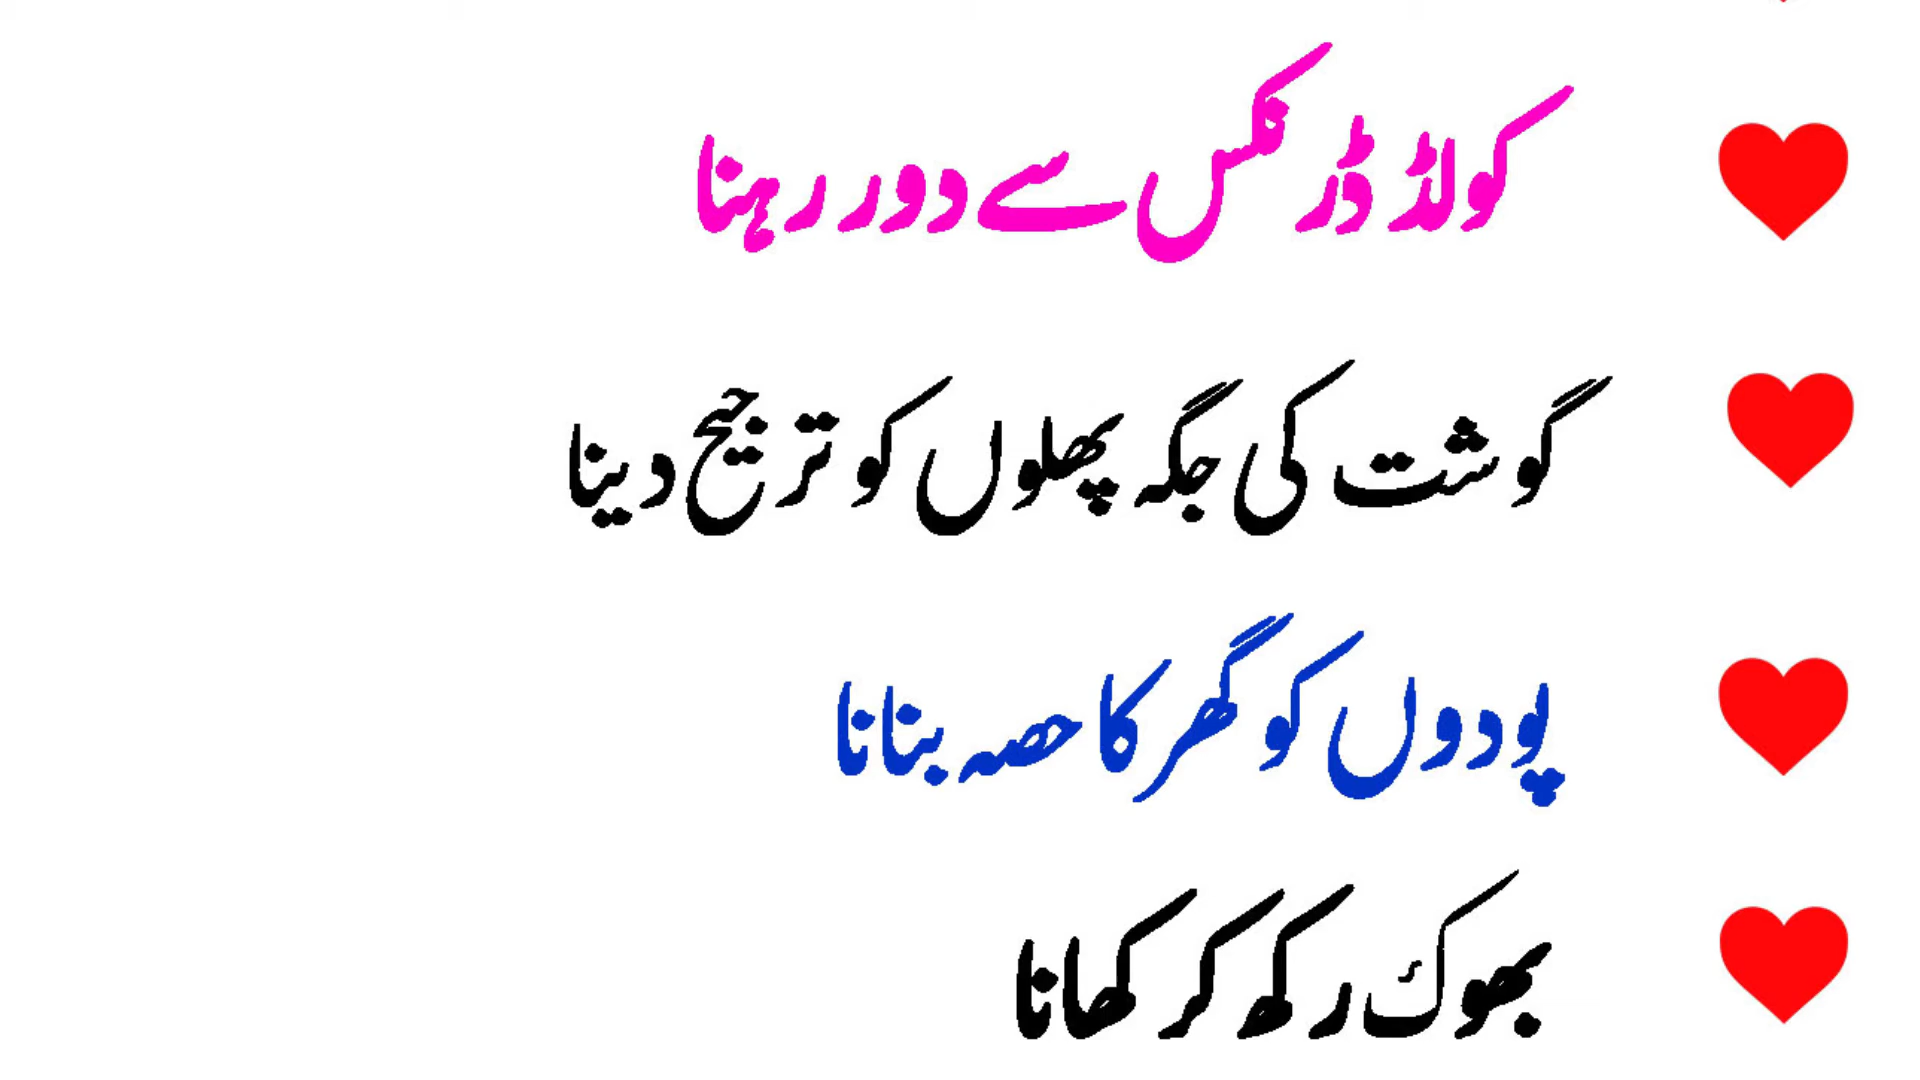 کولڈ ڈرنکس سے دور رہنا
گوشت کی جگہ پھلوں کو ترجیح دینا
پودوں کو گھر کا حصہ بنانا
بھوک رکھ کر کھانا